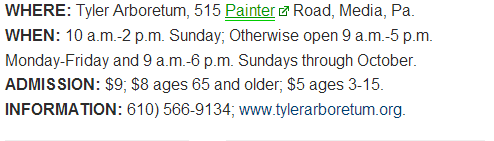 WHERE: Tyler Arboretum, 515 Painter Road, Media, Pa.
WHEN: 10 a.m.-2 p.m. Sunday; Otherwise open 9 a.m.-5 p.m.
Monday-Friday and 9 a.m.-6 p.m. Sundays through October.
ADMISSION: $9; $8 ages 65 and older; $5 ages 3-15.
INFORMATION: 610) 566-9134; www.tylerarboretum.org.